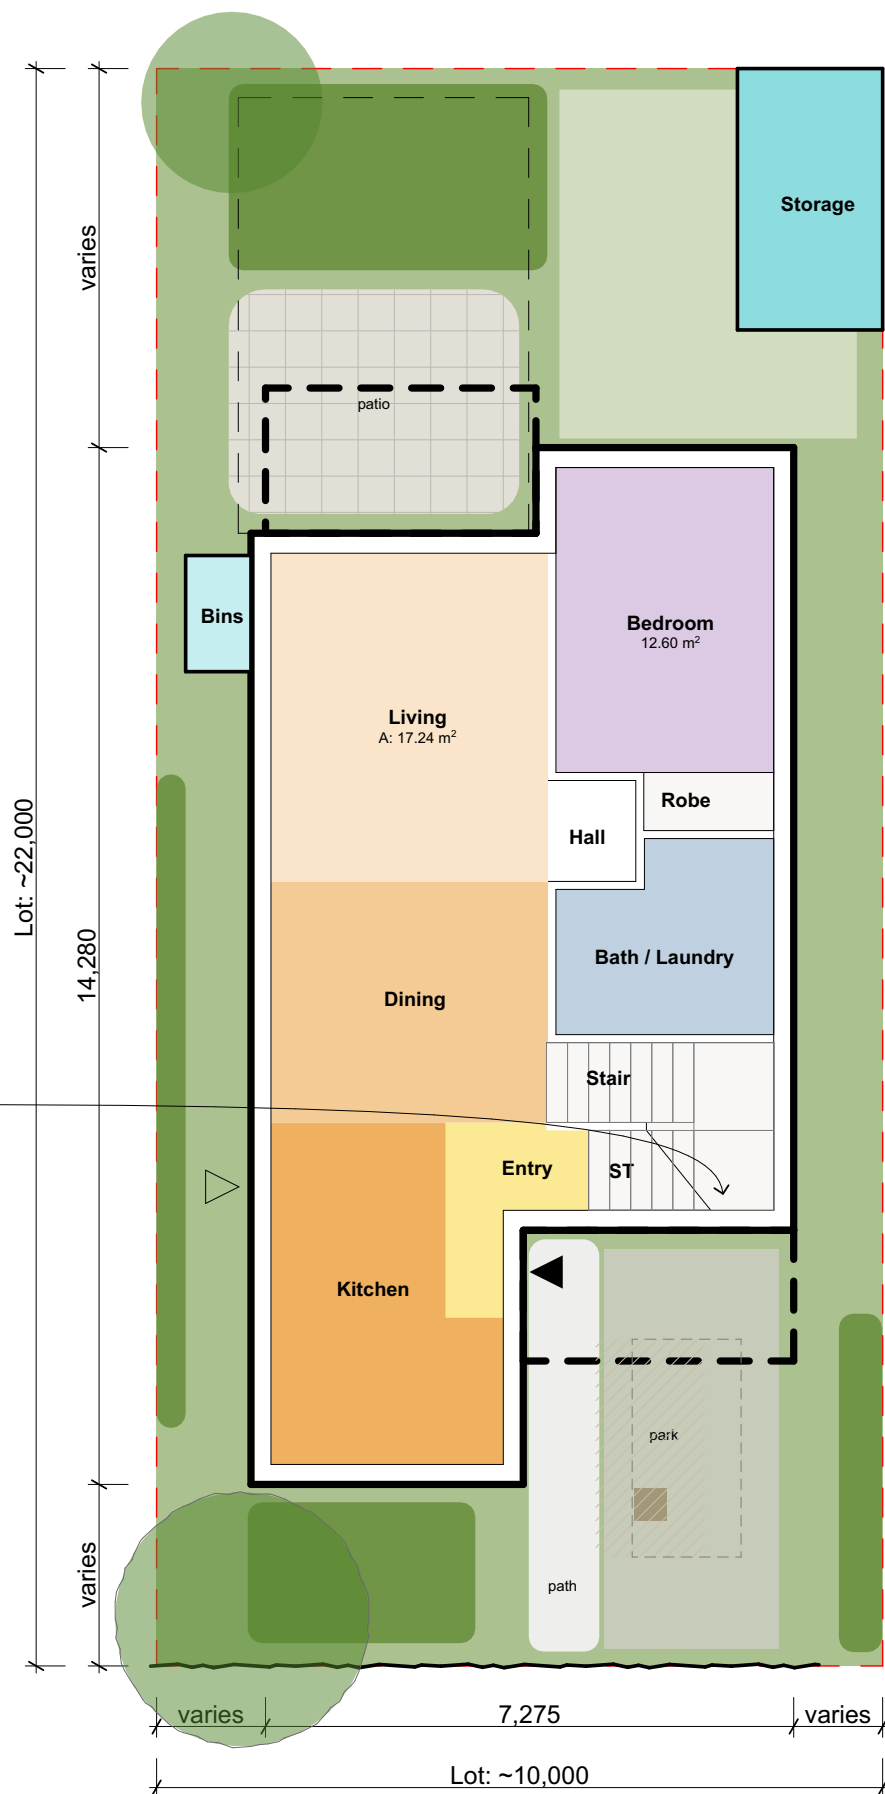 Storage
varies
patio
Bins
Bedroom
12.60 m²
Living
A: 17.24 m²
Robe
Hall
Lot: ~22,000
14,280
Bath / Laundry
Dining
Stair
Entry
ST
Kitchen
park
varies
path
varies
7,275
varies
Lot: ~10,000